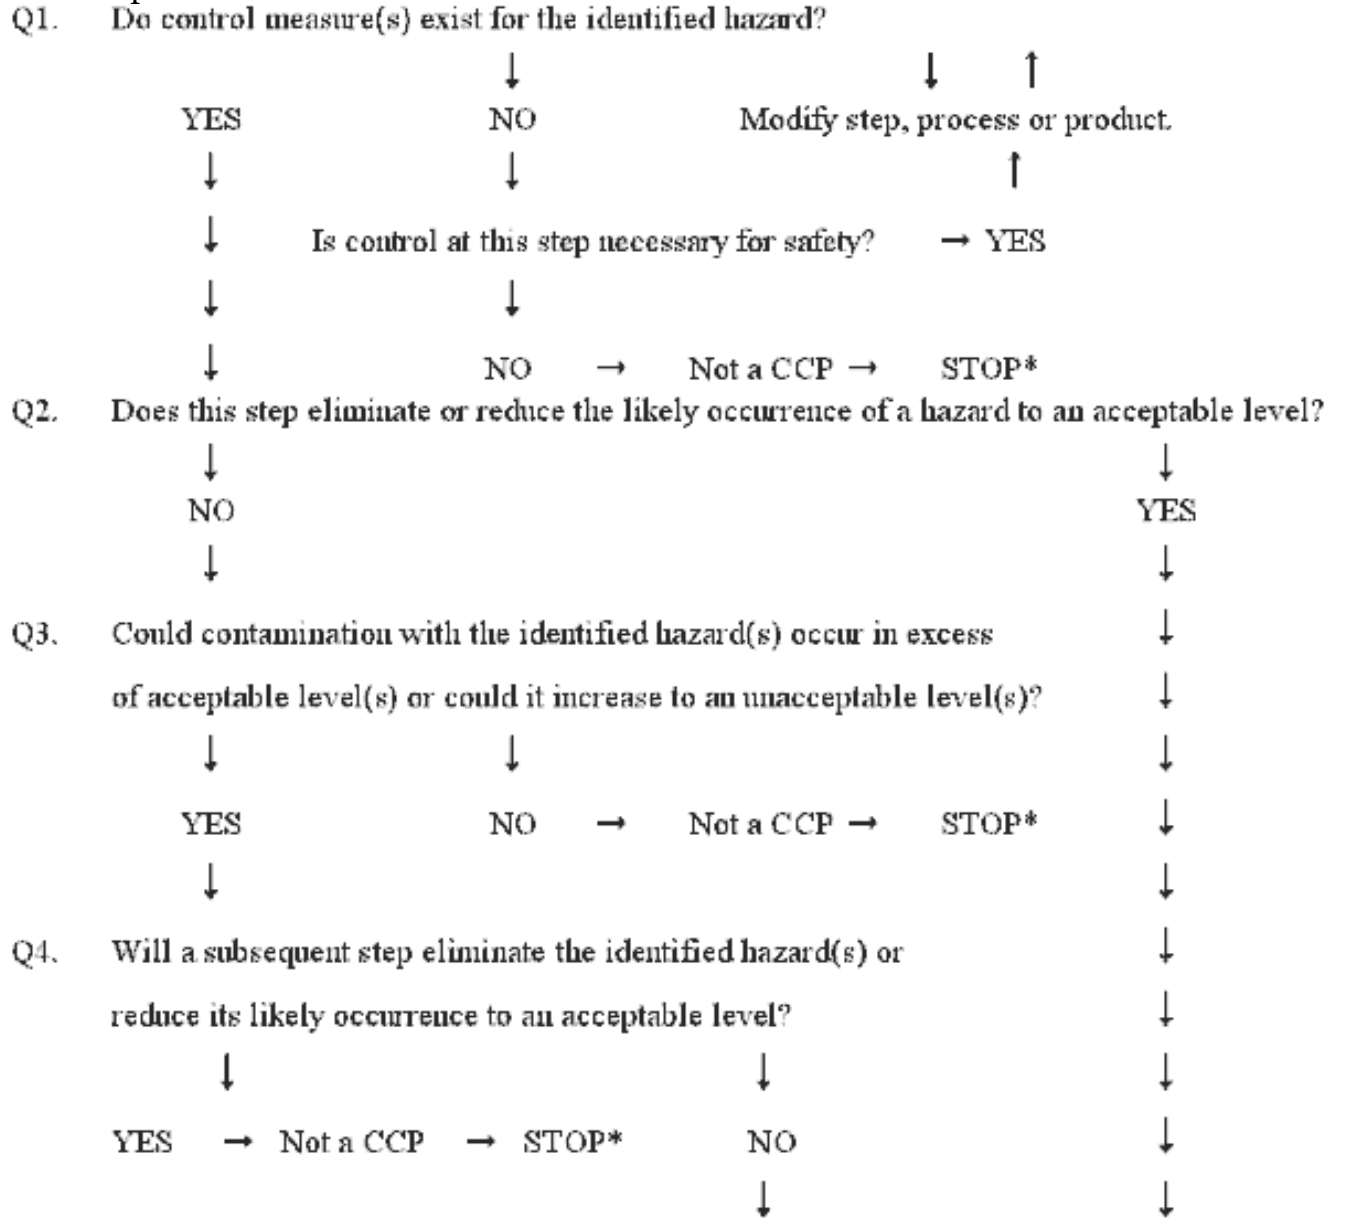 Q1. Do control measure(s) exist for the identified hazard?
↓ ↓ ↑
YES NO Modify step, process or product.
↓ ↓ ↑
↓ Is control at this step necessary for safety? → YES
↓ ↓
↓ NO → Not a CCP → STOP*
Q2. Does this step eliminate or reduce the likely occurrence of a hazard to an acceptable level?
↓ ↓
NO YES
↓ ↓
Q3. Could contamination with the identified hazard(s) occur in excess ↓
of acceptable level(s) or could it increase to an unacceptable level(s)? ↓
↓ ↓ ↓
YES NO → Not a CCP → STOP* ↓
↓ ↓
Q4. Will a subsequent step eliminate the identified hazard(s) or ↓
reduce its likely occurrence to an acceptable level? ↓
↓ ↓ ↓
YES → Not a CCP → STOP* NO ↓
↓ ↓